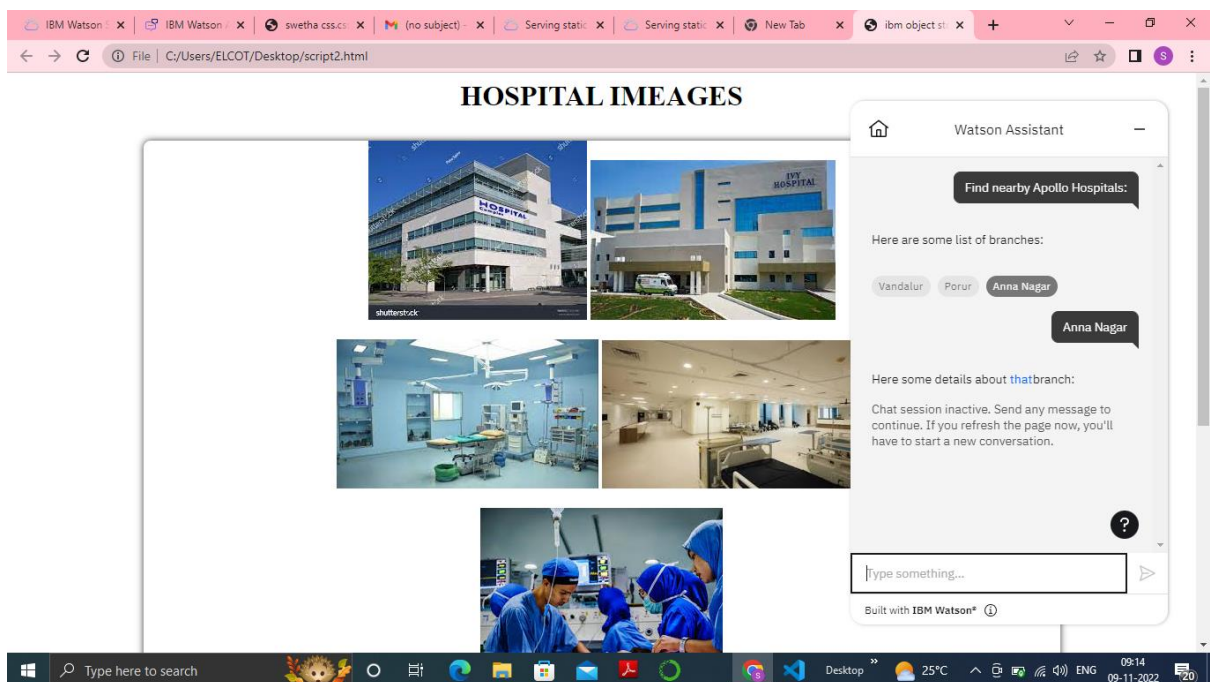 IBM Watson S
IBM Watson A
swetha css.cs
(no subject) -
Serving static
Serving static
New Tab
ibm object sto
File | C:/Users/ELCOT/Desktop/script2.html
S
HOSPITAL IMEAGES
HOSPITAL
Complex
shutterstock
IVY
HOSPITAL
Watson Assistant
Find nearby Apollo Hospitals:
Here are some list of branches:
Vandalur Porur Anna Nagar
Anna Nagar
Here some details about thatbranch:
Chat session inactive. Send any message to
continue. If you refresh the page now, you'll
have to start a new conversation.
?
Type something...
Built with IBM Watson®
Type here to search
Desktop
25°C
ENG
09:14
09-11-2022
20